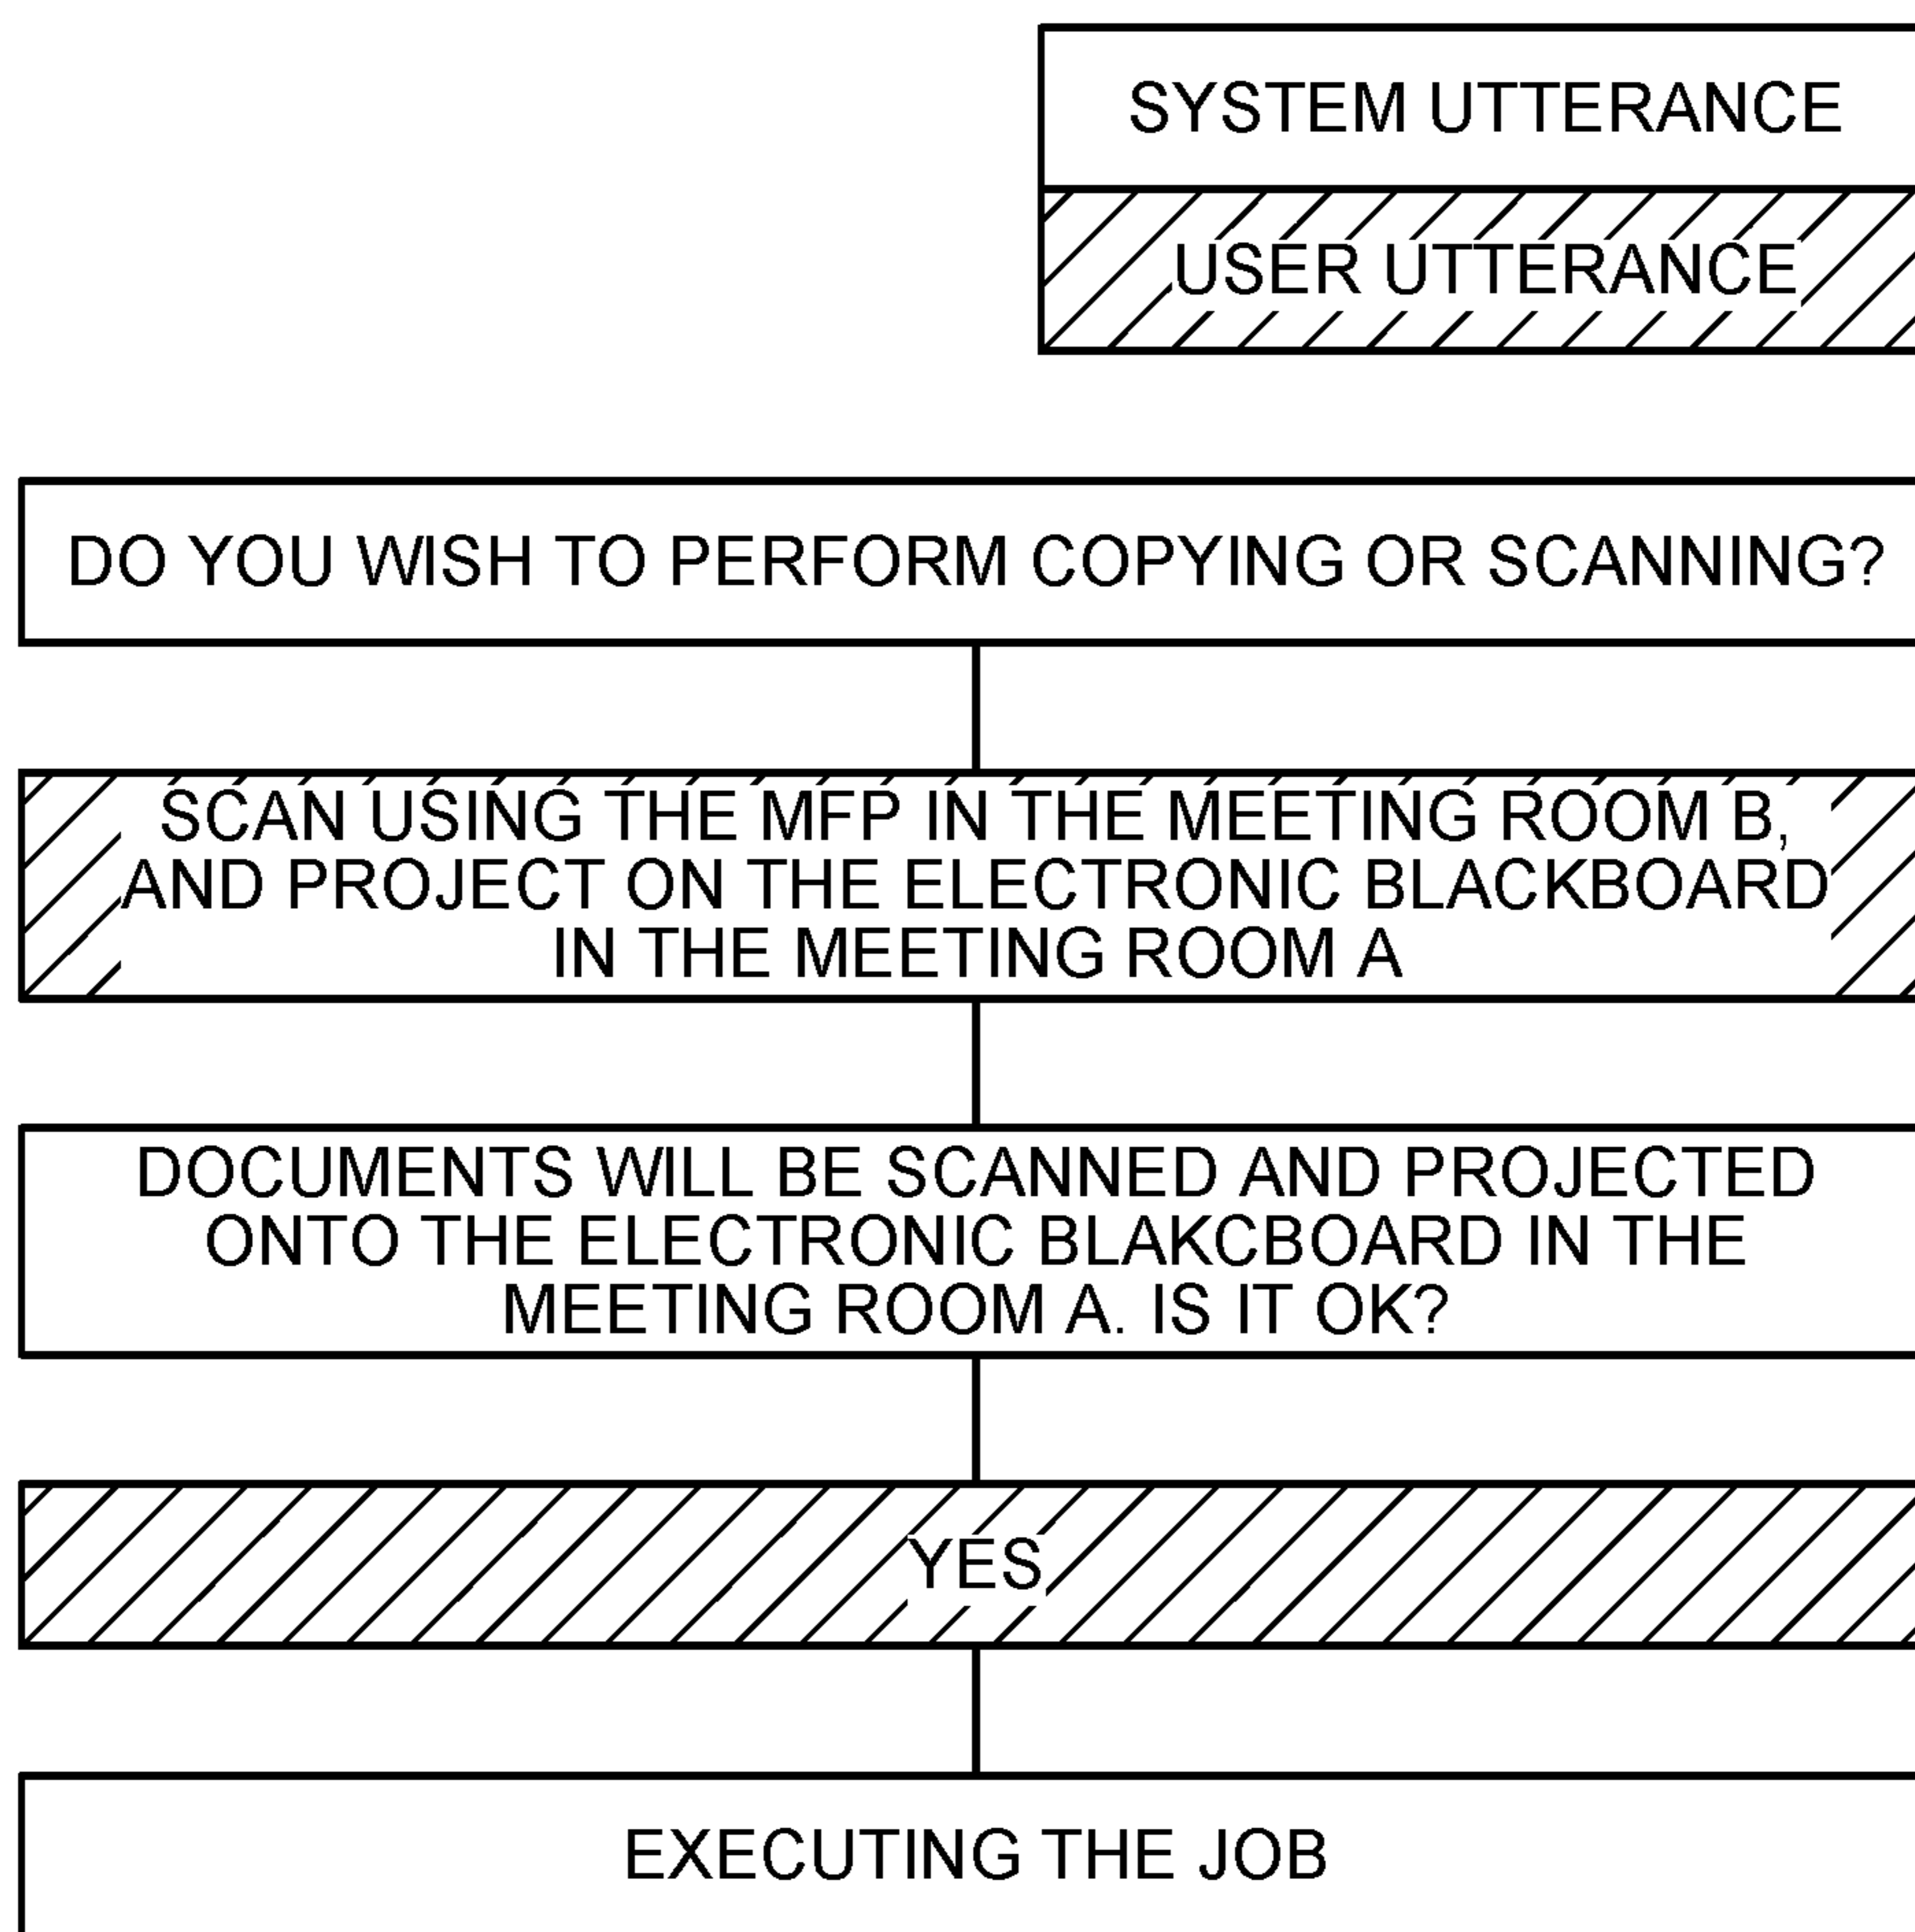 SYSTEM UTTERANCE
USER UTTERANCE
DO YOU WISH TO PERFORM COPYING OR SCANNING?
SCAN USING THE MFP IN THE MEETING ROOM B,
AND PROJECT ON THE ELECTRONIC BLACKBOARD
IN THE MEETING ROOM A
DOCUMENTS WILL BE SCANNED AND PROJECTED
ONTO THE ELECTRONIC BLAKCBOARD IN THE
MEETING ROOM A. IS IT OK?
YES
EXECUTING THE JOB